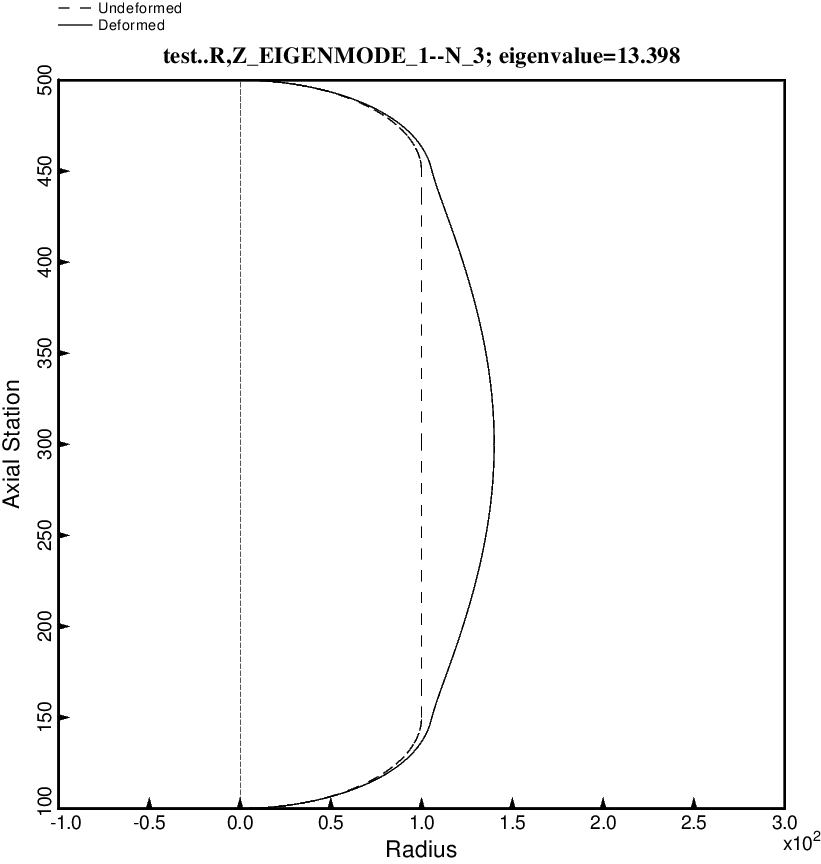 Undeformed
Deformed
test..R,Z_EIGENMODE_1--N_3; eigenvalue=13.398
500
450
400
350
300
250
200
150
100
Axial Station
-1.0 -0.5 0.0 0.5 1.0 1.5 2.0 2.5 3.0
x10²
Radius